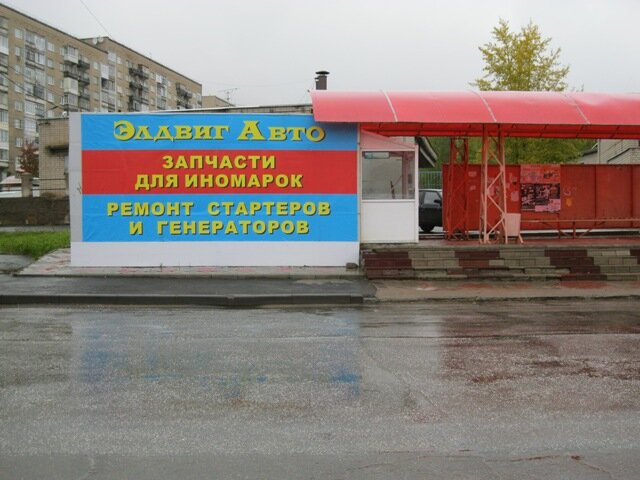 Элдвиг Авто
ЗАПЧАСТИ
ДЛЯ ИНОМАРОК
РЕМОНТ СТАРТЕРОВ
И ГЕНЕРАТОРОВ